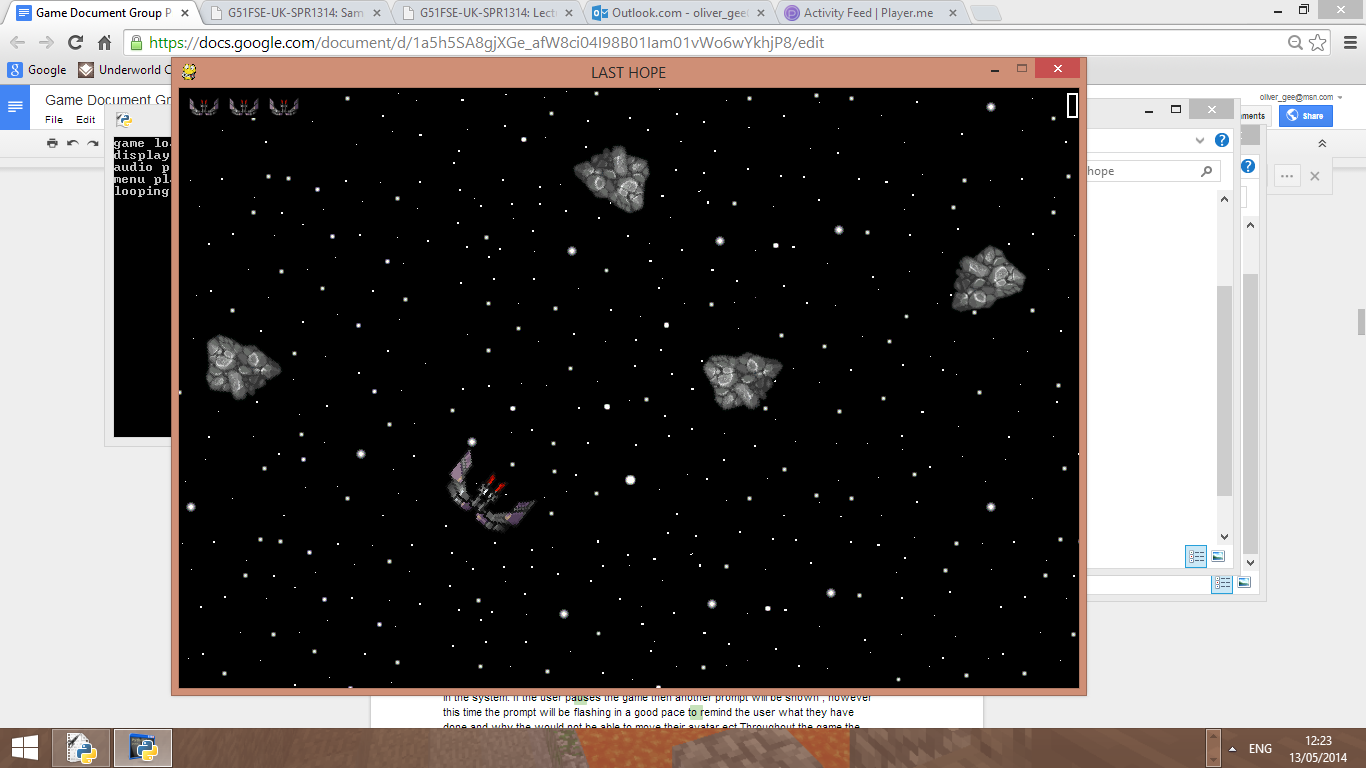 Game Document Group P
G51FSE-UK-SPR1314: Sam
G51FSE-UK-SPR1314: Lect
Outlook.com - oliver_gee
Activity Feed | Player.me
https://docs.google.com/document/d/1a5h5SA8gjXGe_afW8ci04I98B01Iam01vWo6wYkhjP8/edit
Google
Underworld C
LAST HOPE
Game Document Gr
oliver_gee@msn.com
File Edit
ments
Share
game lo
display
audio p
menu pl
looping
hope
in the system. If the user pauses the game then another prompt will be shown , however
this time the prompt will be flashing in a good pace to remind the user what they have
done and why the would not be able to move their avatar ect.Throughout the game the
ENG
12:23
13/05/2014